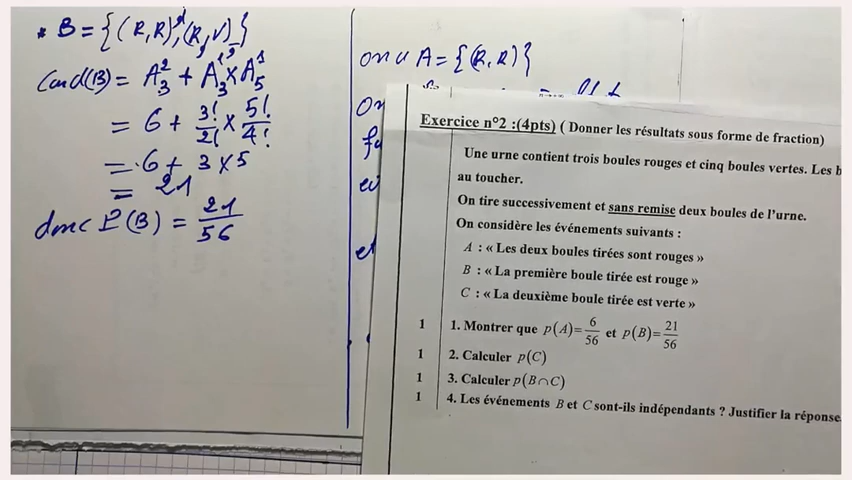 * B = {(R,R), (R,V)}
Card(B) = A₃² + A₃¹ × A₅¹
= 6 + 3!/2! × 5!/4!
= 6 + 3 × 5
= 21
donc P(B) = 21/56
A = {(R,R)}
Exercice n°2 :(4pts) ( Donner les résultats sous forme de fraction)
Une urne contient trois boules rouges et cinq boules vertes. Les
au toucher.
On tire successivement et sans remise deux boules de l'urne.
On considère les événements suivants :
A : « Les deux boules tirées sont rouges »
B : « La première boule tirée est rouge »
C : « La deuxième boule tirée est verte »
1 1. Montrer que p(A)=6/56 et p(B)=21/56
1 2. Calculer p(C)
1 3. Calculer p(B∩C)
1 4. Les événements B et C sont-ils indépendants ? Justifier la réponse.